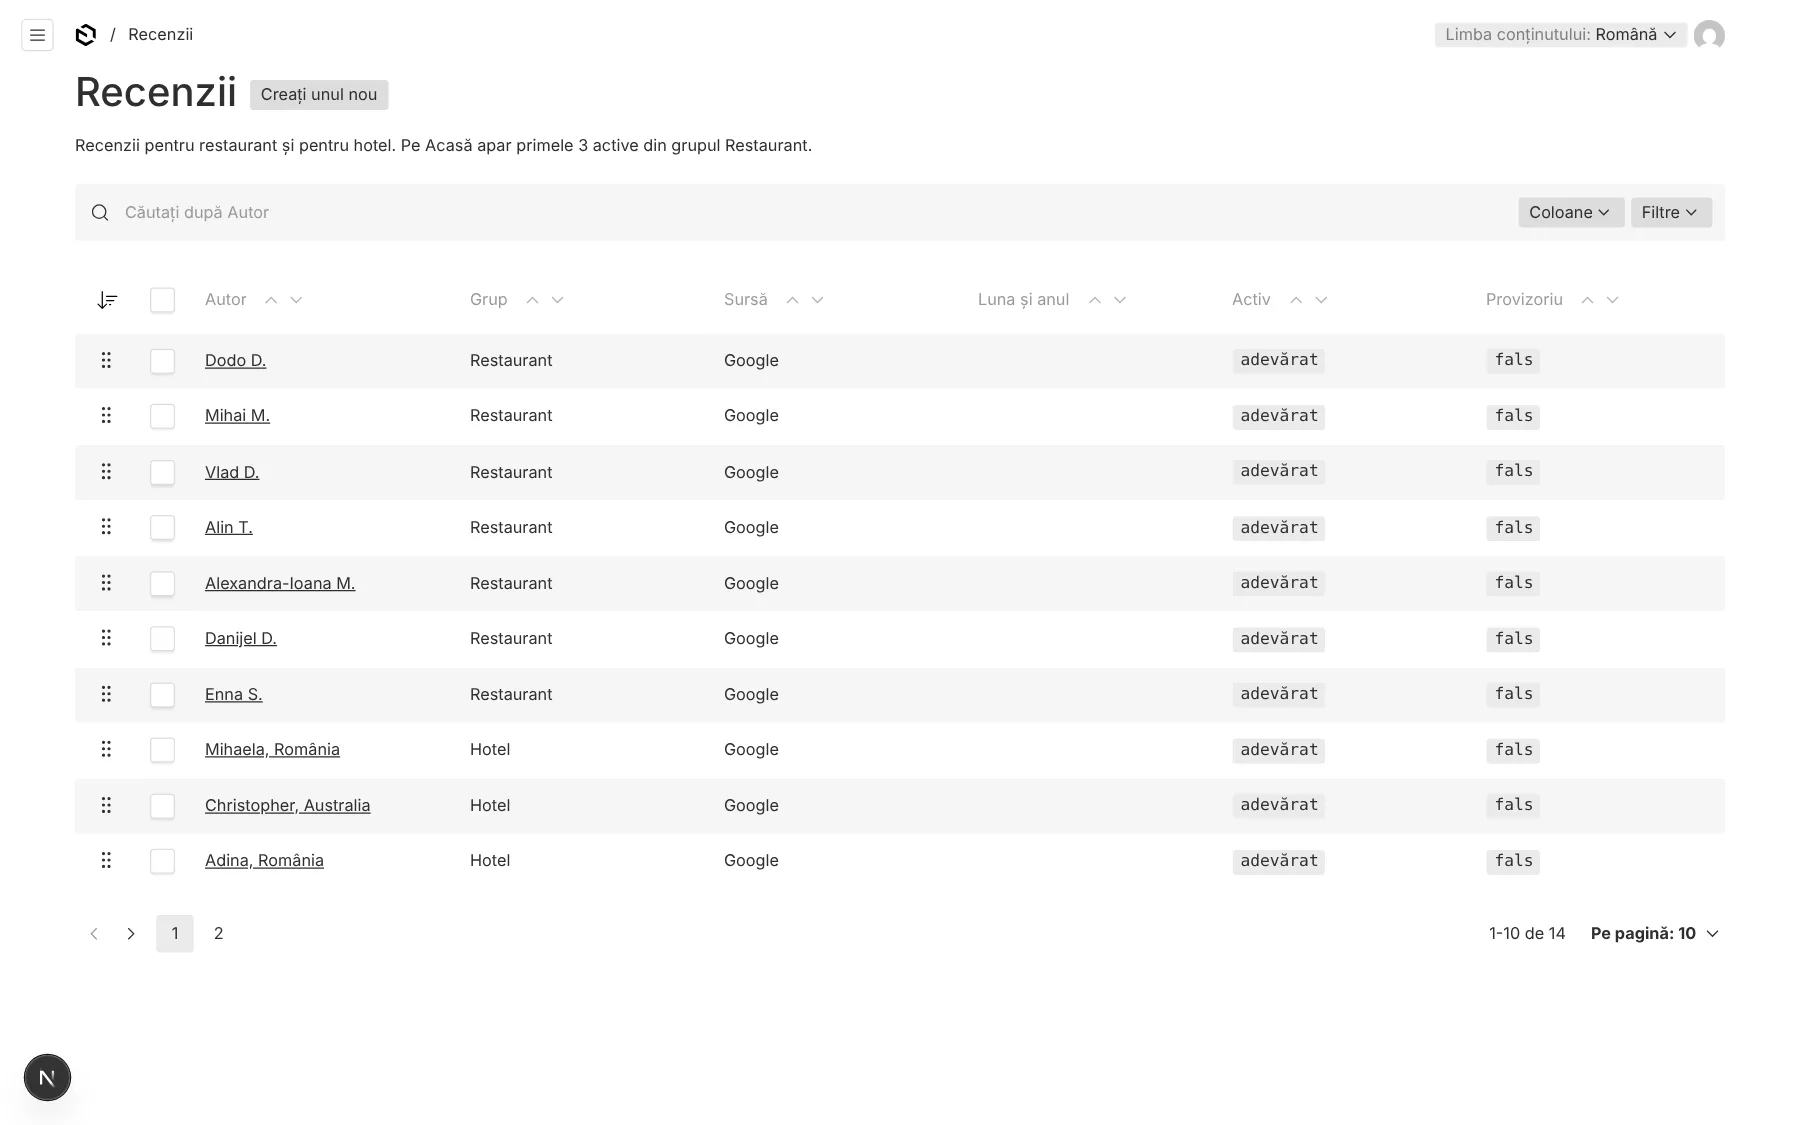 / Recenzii
Limba conținutului: Română
Recenzii
Creați unul nou
Recenzii pentru restaurant și pentru hotel. Pe Acasă apar primele 3 active din grupul Restaurant.
Căutați după Autor
Coloane
Filtre
Autor Grup Sursă Luna și anul Activ Provizoriu
Dodo D. Restaurant Google adevărat fals
Mihai M. Restaurant Google adevărat fals
Vlad D. Restaurant Google adevărat fals
Alin T. Restaurant Google adevărat fals
Alexandra-Ioana M. Restaurant Google adevărat fals
Danijel D. Restaurant Google adevărat fals
Enna S. Restaurant Google adevărat fals
Mihaela, România Hotel Google adevărat fals
Christopher, Australia Hotel Google adevărat fals
Adina, România Hotel Google adevărat fals
1 2
1-10 de 14 Pe pagină: 10
N